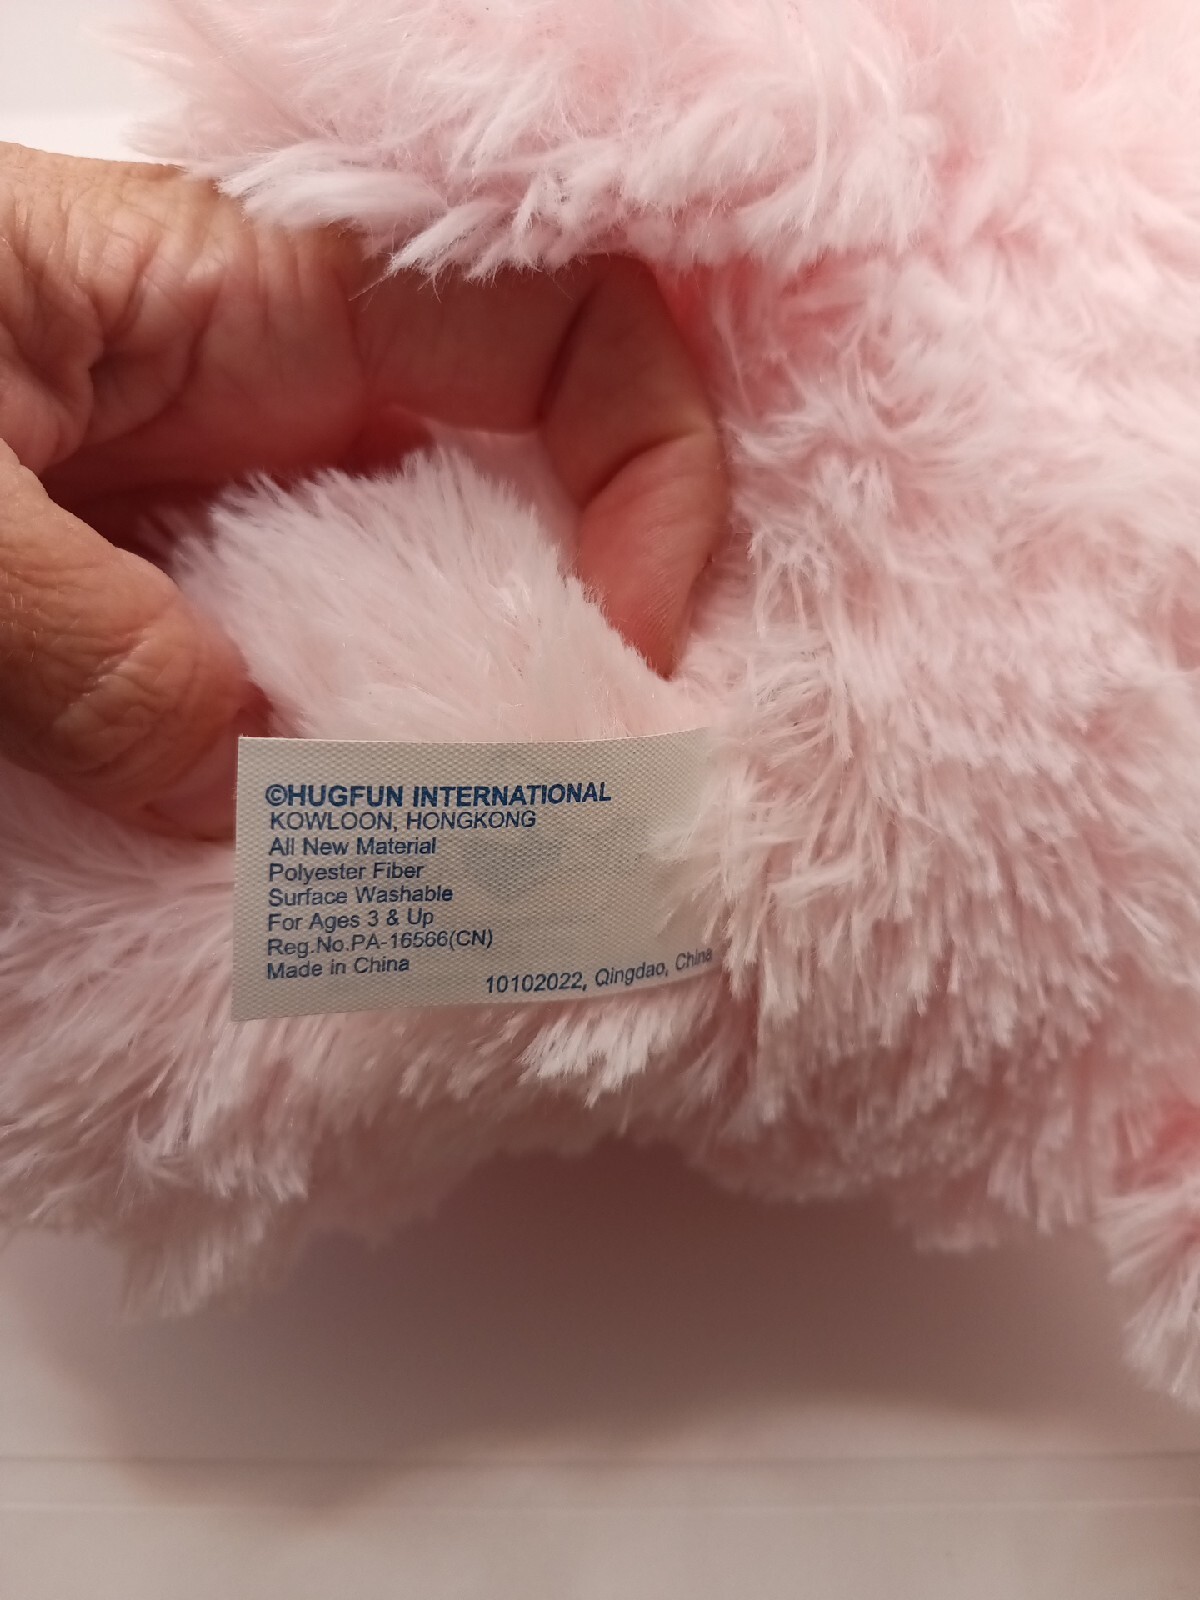 ©HUGFUN INTERNATIONAL
KOWLOON, HONGKONG
All New Material
Polyester Fiber
Surface Washable
For Ages 3 & Up
Reg.No.PA-16566(CN)
Made in China
10102022, Qingdao, China